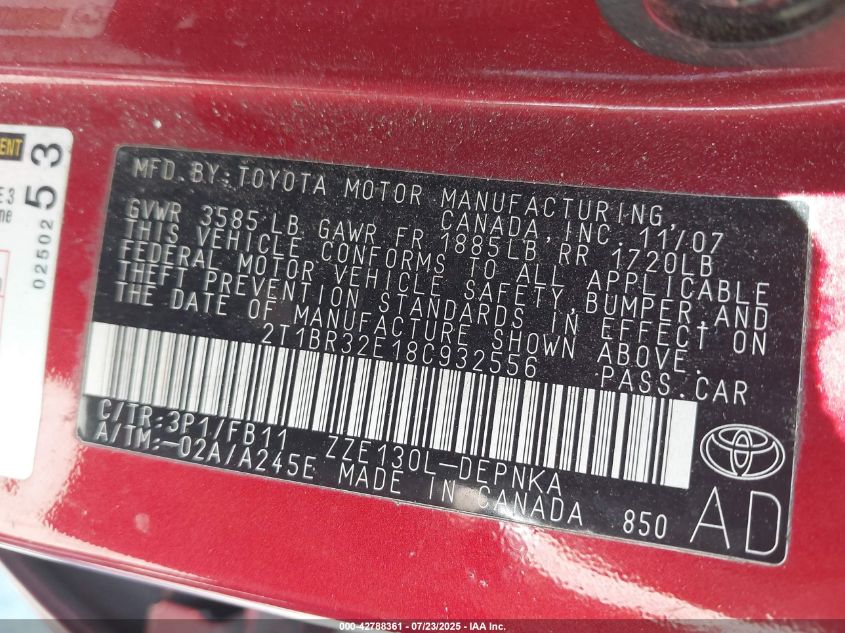 MFD. BY: TOYOTA MOTOR MANUFACTURING,
CANADA, INC. 11/07
GVWR 3585 LB GAWR FR 1885LB RR 1720LB
THIS VEHICLE CONFORMS TO ALL APPLICABLE
FEDERAL MOTOR VEHICLE SAFETY, BUMPER, AND
THEFT PREVENTION STANDARDS IN EFFECT ON
THE DATE OF MANUFACTURE SHOWN ABOVE.
2T1BR32E18C932556 PASS.CAR
C/TR:3P1/FB11 ZZE130L-DEPNKA
A/TM:-02A/A245E MADE IN CANADA 850
AD
02502 53
000-42788361 | 07/23/2025 - IAA Inc.